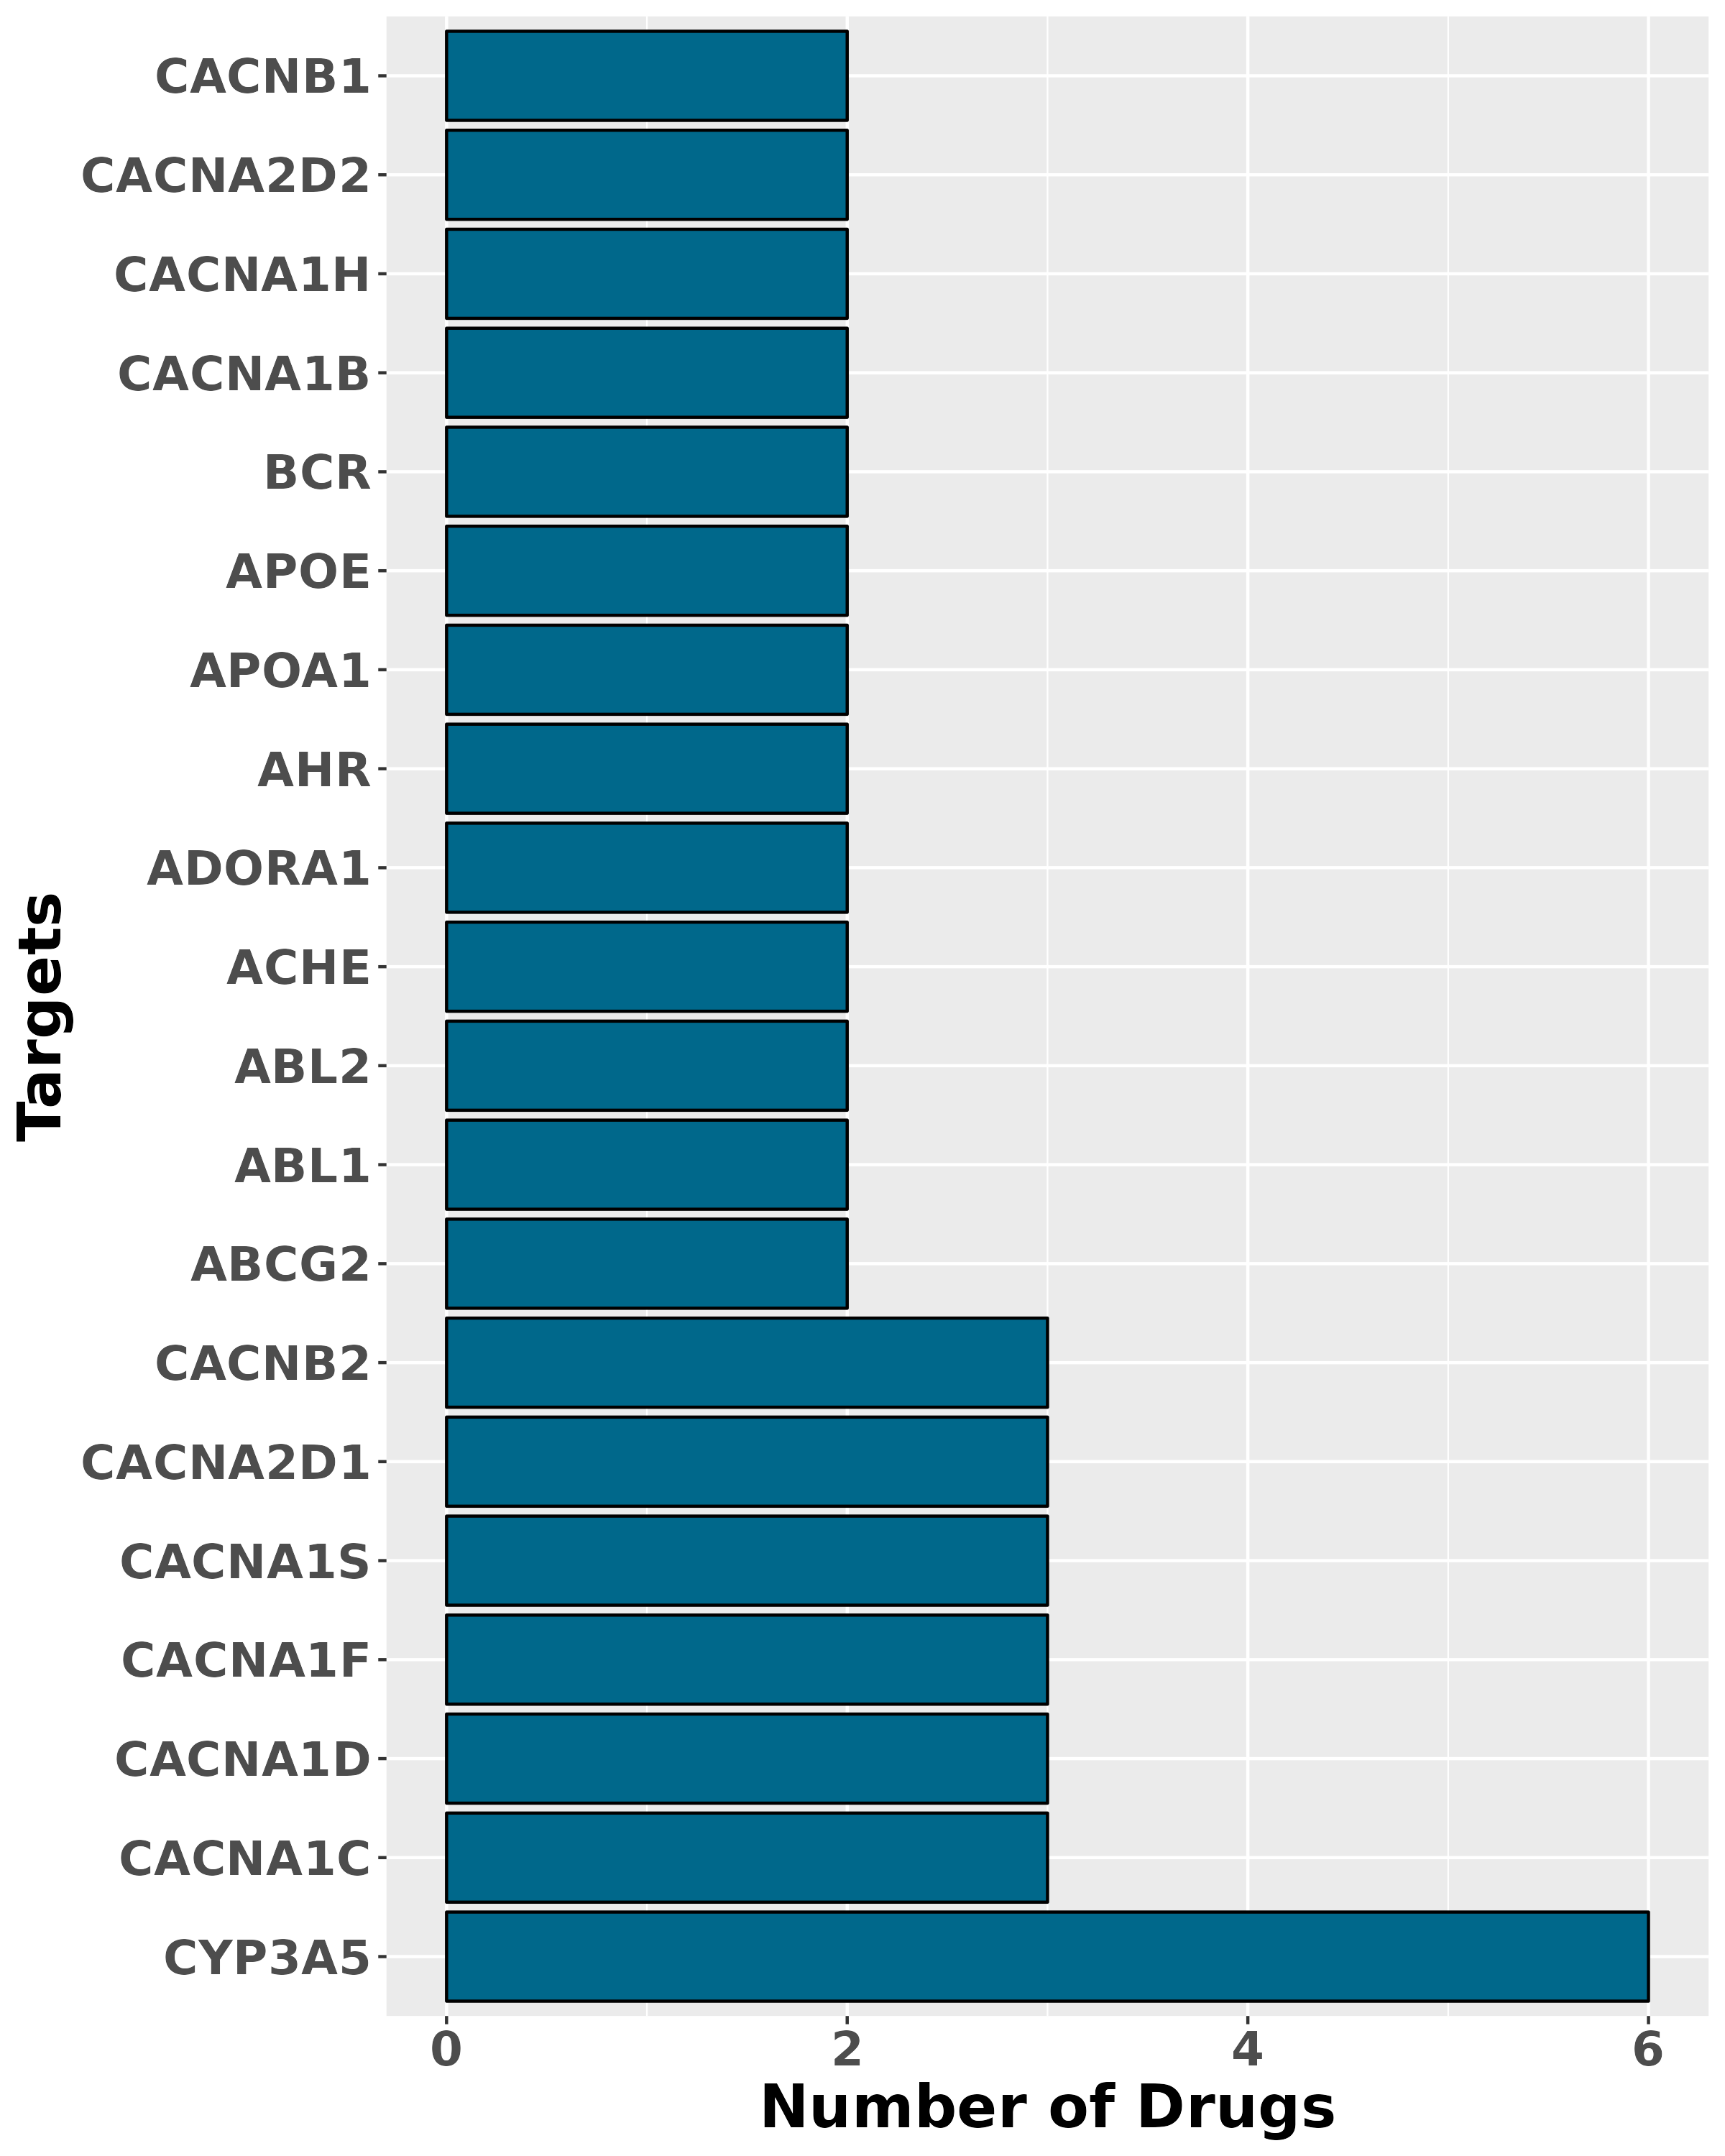 CACNB1
CACNA2D2
CACNA1H
CACNA1B
BCR
APOE
APOA1
AHR
ADORA1
ACHE
ABL2
ABL1
ABCG2
CACNB2
CACNA2D1
CACNA1S
CACNA1F
CACNA1D
CACNA1C
CYP3A5
Targets
0 2 4 6
Number of Drugs